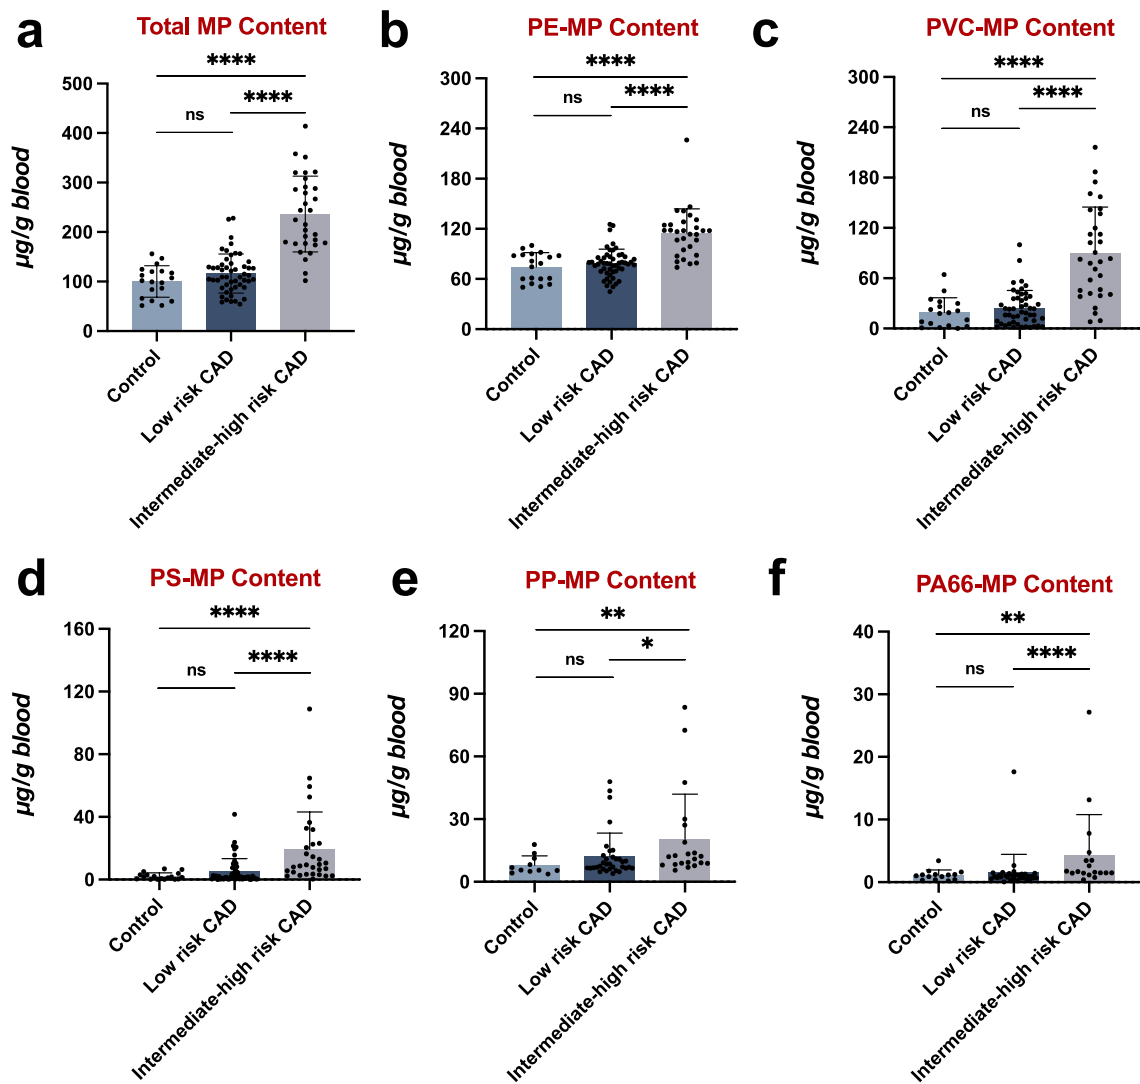 a
Total MP Content
****
ns
****
500
400
300
200
100
0
µg/g blood
Control
Low risk CAD
Intermediate-high risk CAD
b
PE-MP Content
****
ns
****
300
240
180
120
60
0
µg/g blood
Control
Low risk CAD
Intermediate-high risk CAD
c
PVC-MP Content
****
ns
****
300
240
180
120
60
0
µg/g blood
Control
Low risk CAD
Intermediate-high risk CAD
d
PS-MP Content
****
ns
****
160
120
80
40
0
µg/g blood
Control
Low risk CAD
Intermediate-high risk CAD
e
PP-MP Content
**
ns
*
120
90
60
30
0
µg/g blood
Control
Low risk CAD
Intermediate-high risk CAD
f
PA66-MP Content
**
ns
****
40
30
20
10
0
µg/g blood
Control
Low risk CAD
Intermediate-high risk CAD